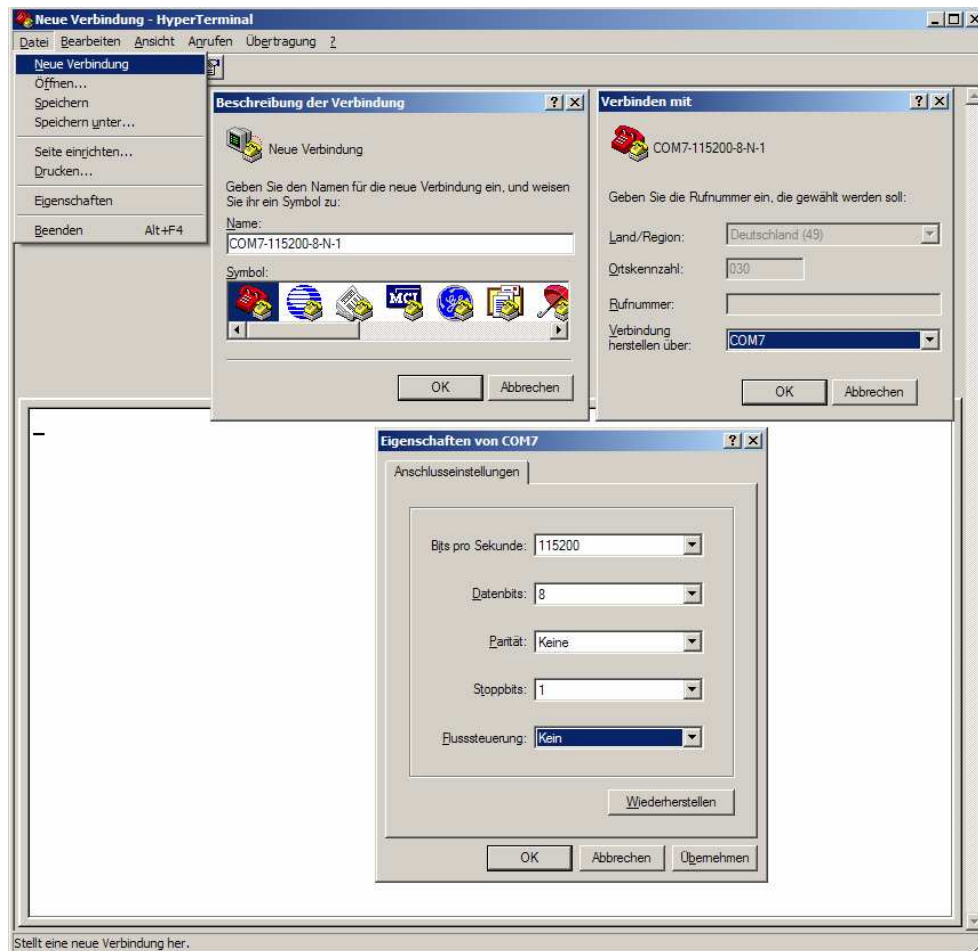 Neue Verbindung - HyperTerminal
Datei Bearbeiten Ansicht Anrufen Übertragung ?
Neue Verbindung
Öffnen...
Speichern
Speichern unter...
Seite einrichten...
Drucken...
Eigenschaften
Beenden Alt+F4
Beschreibung der Verbindung
Neue Verbindung
Geben Sie den Namen für die neue Verbindung ein, und weisen
Sie ihr ein Symbol zu:
Name:
COM7-115200-8-N-1
Symbol:
MCI
OK Abbrechen
Verbinden mit
COM7-115200-8-N-1
Geben Sie die Rufnummer ein, die gewählt werden soll:
Land/Region: Deutschland (49)
Ortskennzahl: 030
Rufnummer:
Verbindung
herstellen über: COM7
OK Abbrechen
Eigenschaften von COM7
Anschlusseinstellungen
Bits pro Sekunde: 115200
Datenbits: 8
Parität: Keine
Stoppbits: 1
Flusssteuerung: Kein
Wiederherstellen
OK Abbrechen Übernehmen
Stellt eine neue Verbindung her.